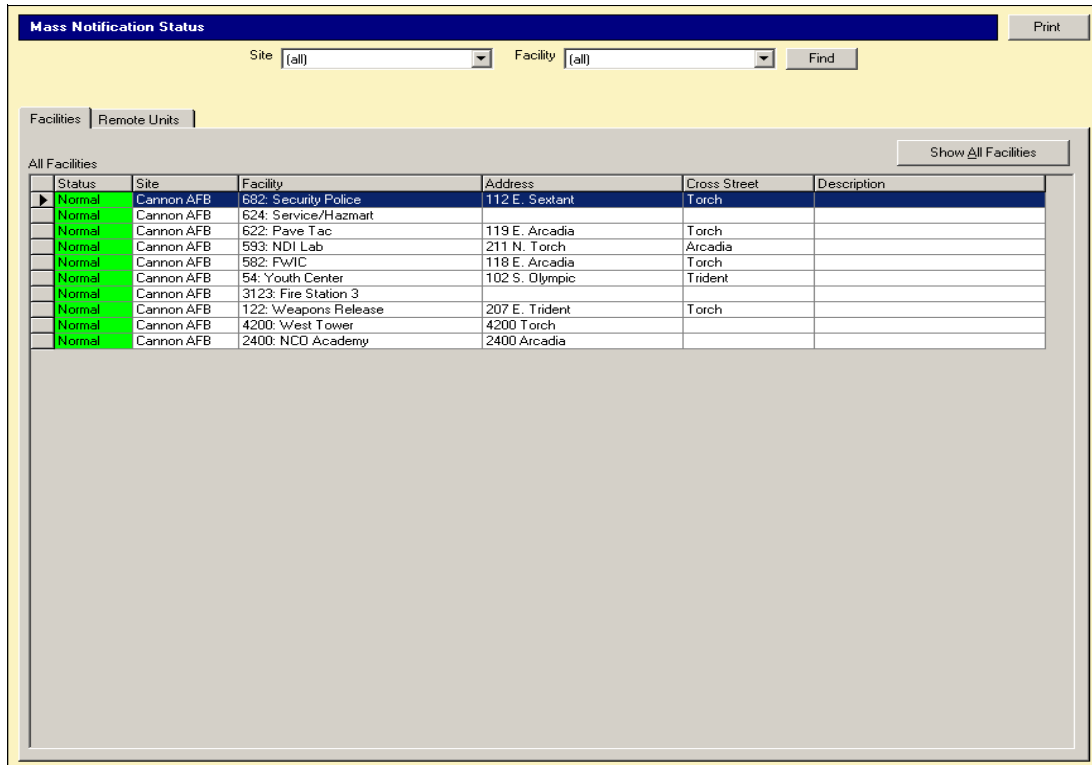 Mass Notification Status Print
Site (all) Facility (all) Find
Facilities Remote Units
Show All Facilities
All Facilities
Status Site Facility Address Cross Street Description
Normal Cannon AFB 682: Security Police 112 E. Sextant Torch
Normal Cannon AFB 624: Service/Hazmart
Normal Cannon AFB 622: Pave Tac 119 E. Arcadia Torch
Normal Cannon AFB 593: NDI Lab 211 N. Torch Arcadia
Normal Cannon AFB 582: FWIC 118 E. Arcadia Torch
Normal Cannon AFB 54: Youth Center 102 S. Olympic Trident
Normal Cannon AFB 3123: Fire Station 3
Normal Cannon AFB 122: Weapons Release 207 E. Trident Torch
Normal Cannon AFB 4200: West Tower 4200 Torch
Normal Cannon AFB 2400: NCO Academy 2400 Arcadia